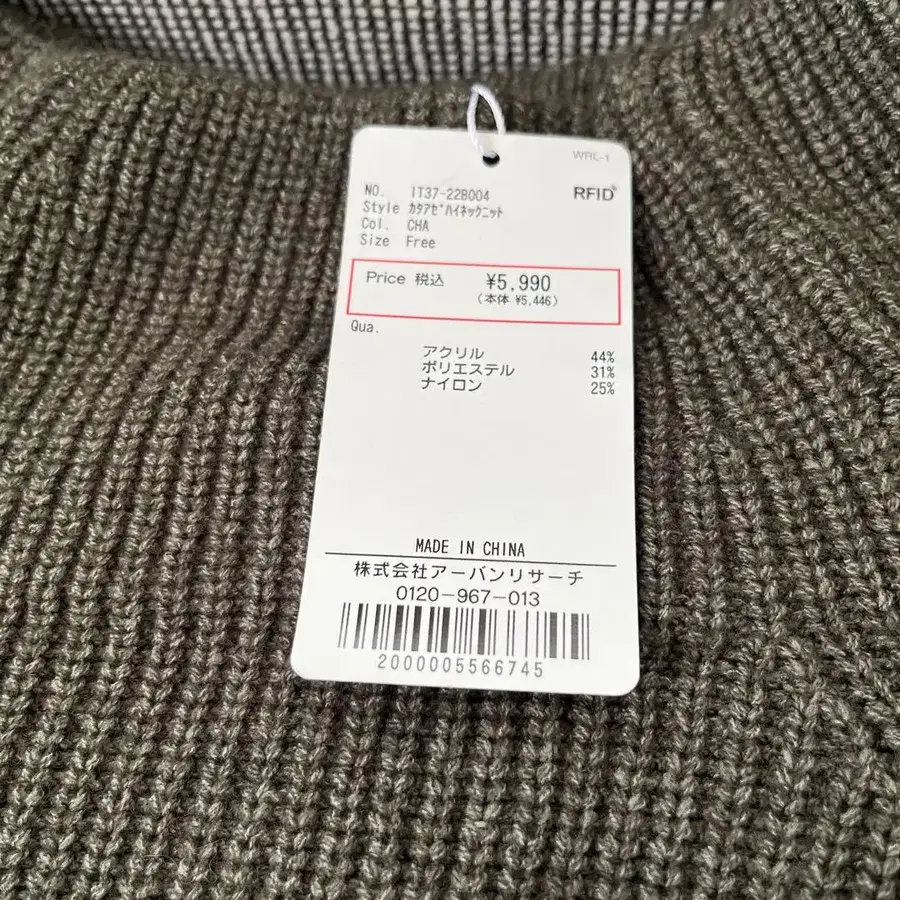 WRL-1
RFID
NO. IT37-22B004
Style ｶﾀｱｾﾞﾊｲﾈｯｸﾆｯﾄ
Col. CHA
Size Free
Price 税込 ¥5,990
(本体 ¥5,446)
Qua.
アクリル 44%
ポリエステル 31%
ナイロン 25%
MADE IN CHINA
株式会社アーバンリサーチ
0120-967-013
2000005566745